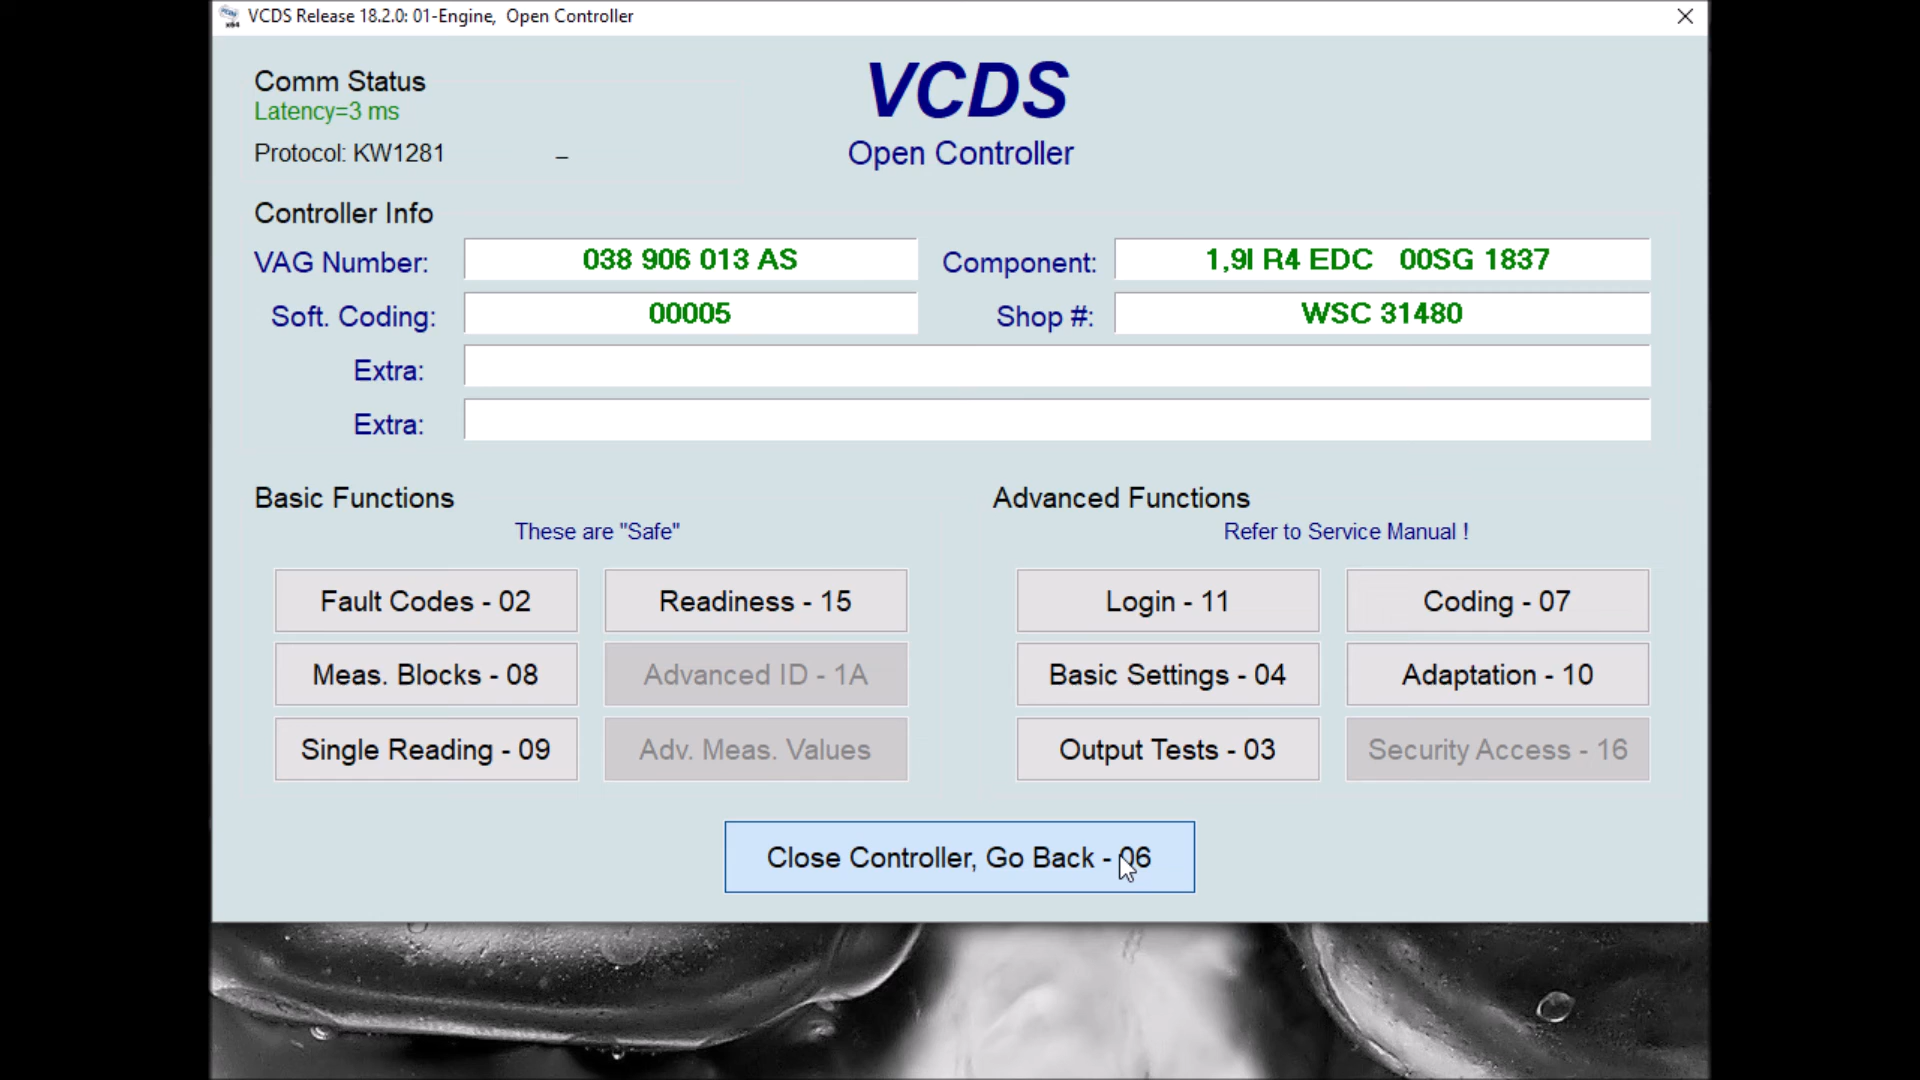 VCDS Release 18.2.0: 01-Engine, Open Controller
Comm Status
Latency=3 ms
Protocol: KW1281
–
VCDS
Open Controller
Controller Info
VAG Number: 038 906 013 AS Component: 1,9l R4 EDC 00SG 1837
Soft. Coding: 00005 Shop #: WSC 31480
Extra:
Extra:
Basic Functions
These are "Safe"
Fault Codes - 02 Readiness - 15
Meas. Blocks - 08 Advanced ID - 1A
Single Reading - 09 Adv. Meas. Values
Advanced Functions
Refer to Service Manual !
Login - 11 Coding - 07
Basic Settings - 04 Adaptation - 10
Output Tests - 03 Security Access - 16
Close Controller, Go Back - 06